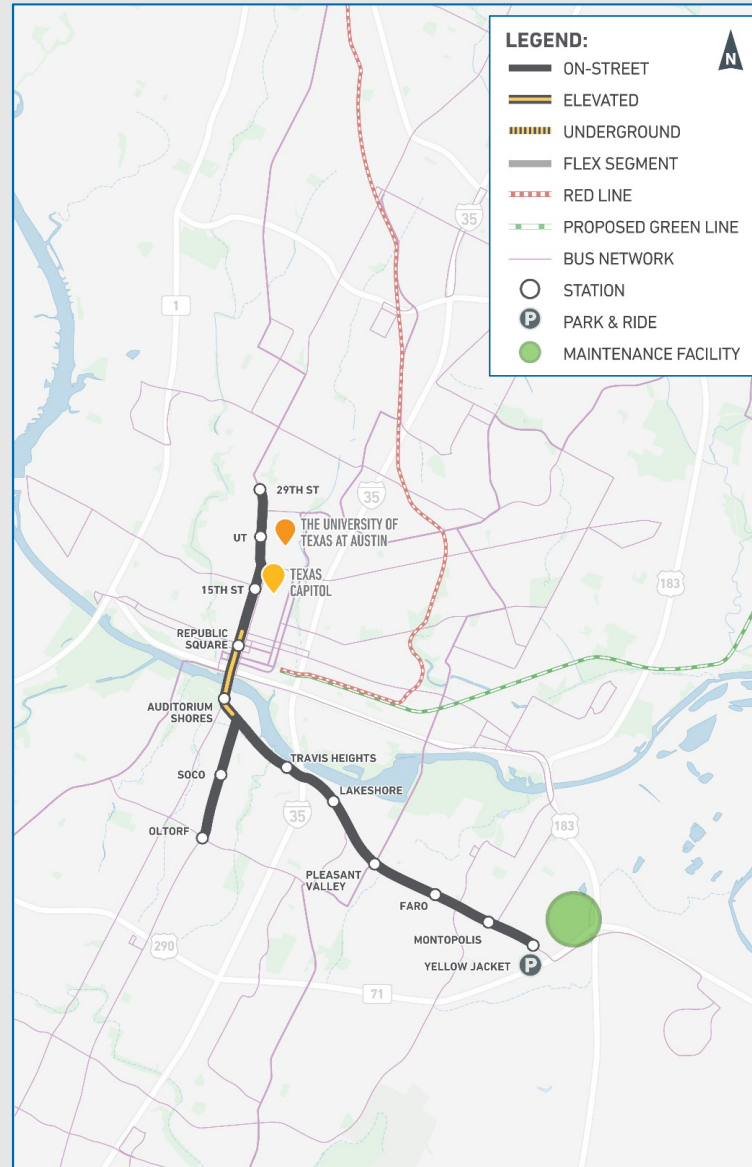 LEGEND:
N
ON-STREET
ELEVATED
UNDERGROUND
FLEX SEGMENT
RED LINE
PROPOSED GREEN LINE
BUS NETWORK
STATION
P PARK & RIDE
MAINTENANCE FACILITY
35
1
29TH ST
35
THE UNIVERSITY OF
TEXAS AT AUSTIN
UT
TEXAS
CAPITOL
15TH ST
183
REPUBLIC
SQUARE
AUDITORIUM
SHORES
TRAVIS HEIGHTS
SOCO
LAKESHORE
35
183
OLTORF
PLEASANT
VALLEY
FARO
MONTOPOLIS
290
YELLOW JACKET
P
71